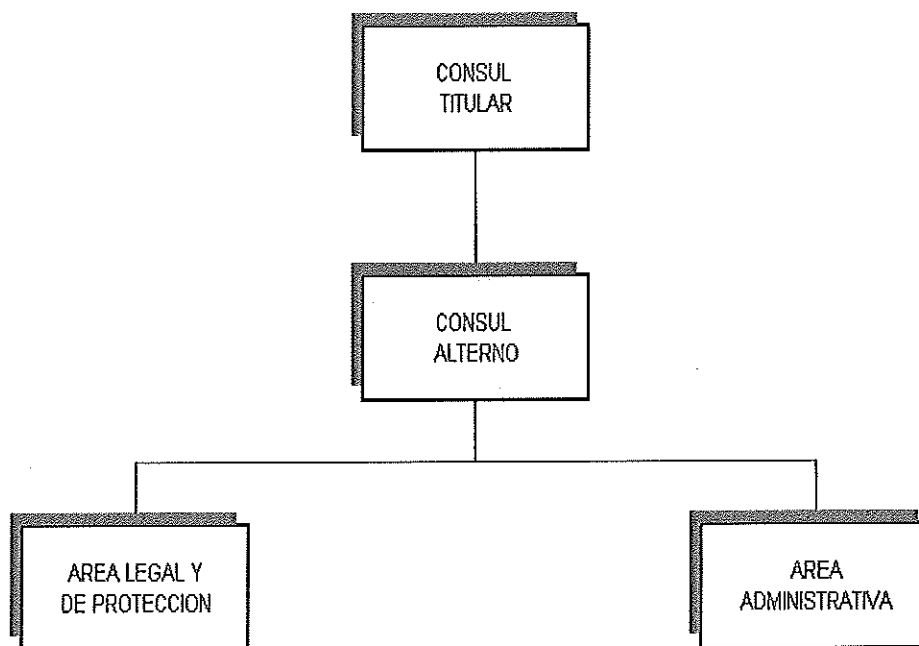 CONSUL
TITULAR
CONSUL
ALTERNO
AREA LEGAL Y
DE PROTECCION
AREA
ADMINISTRATIVA